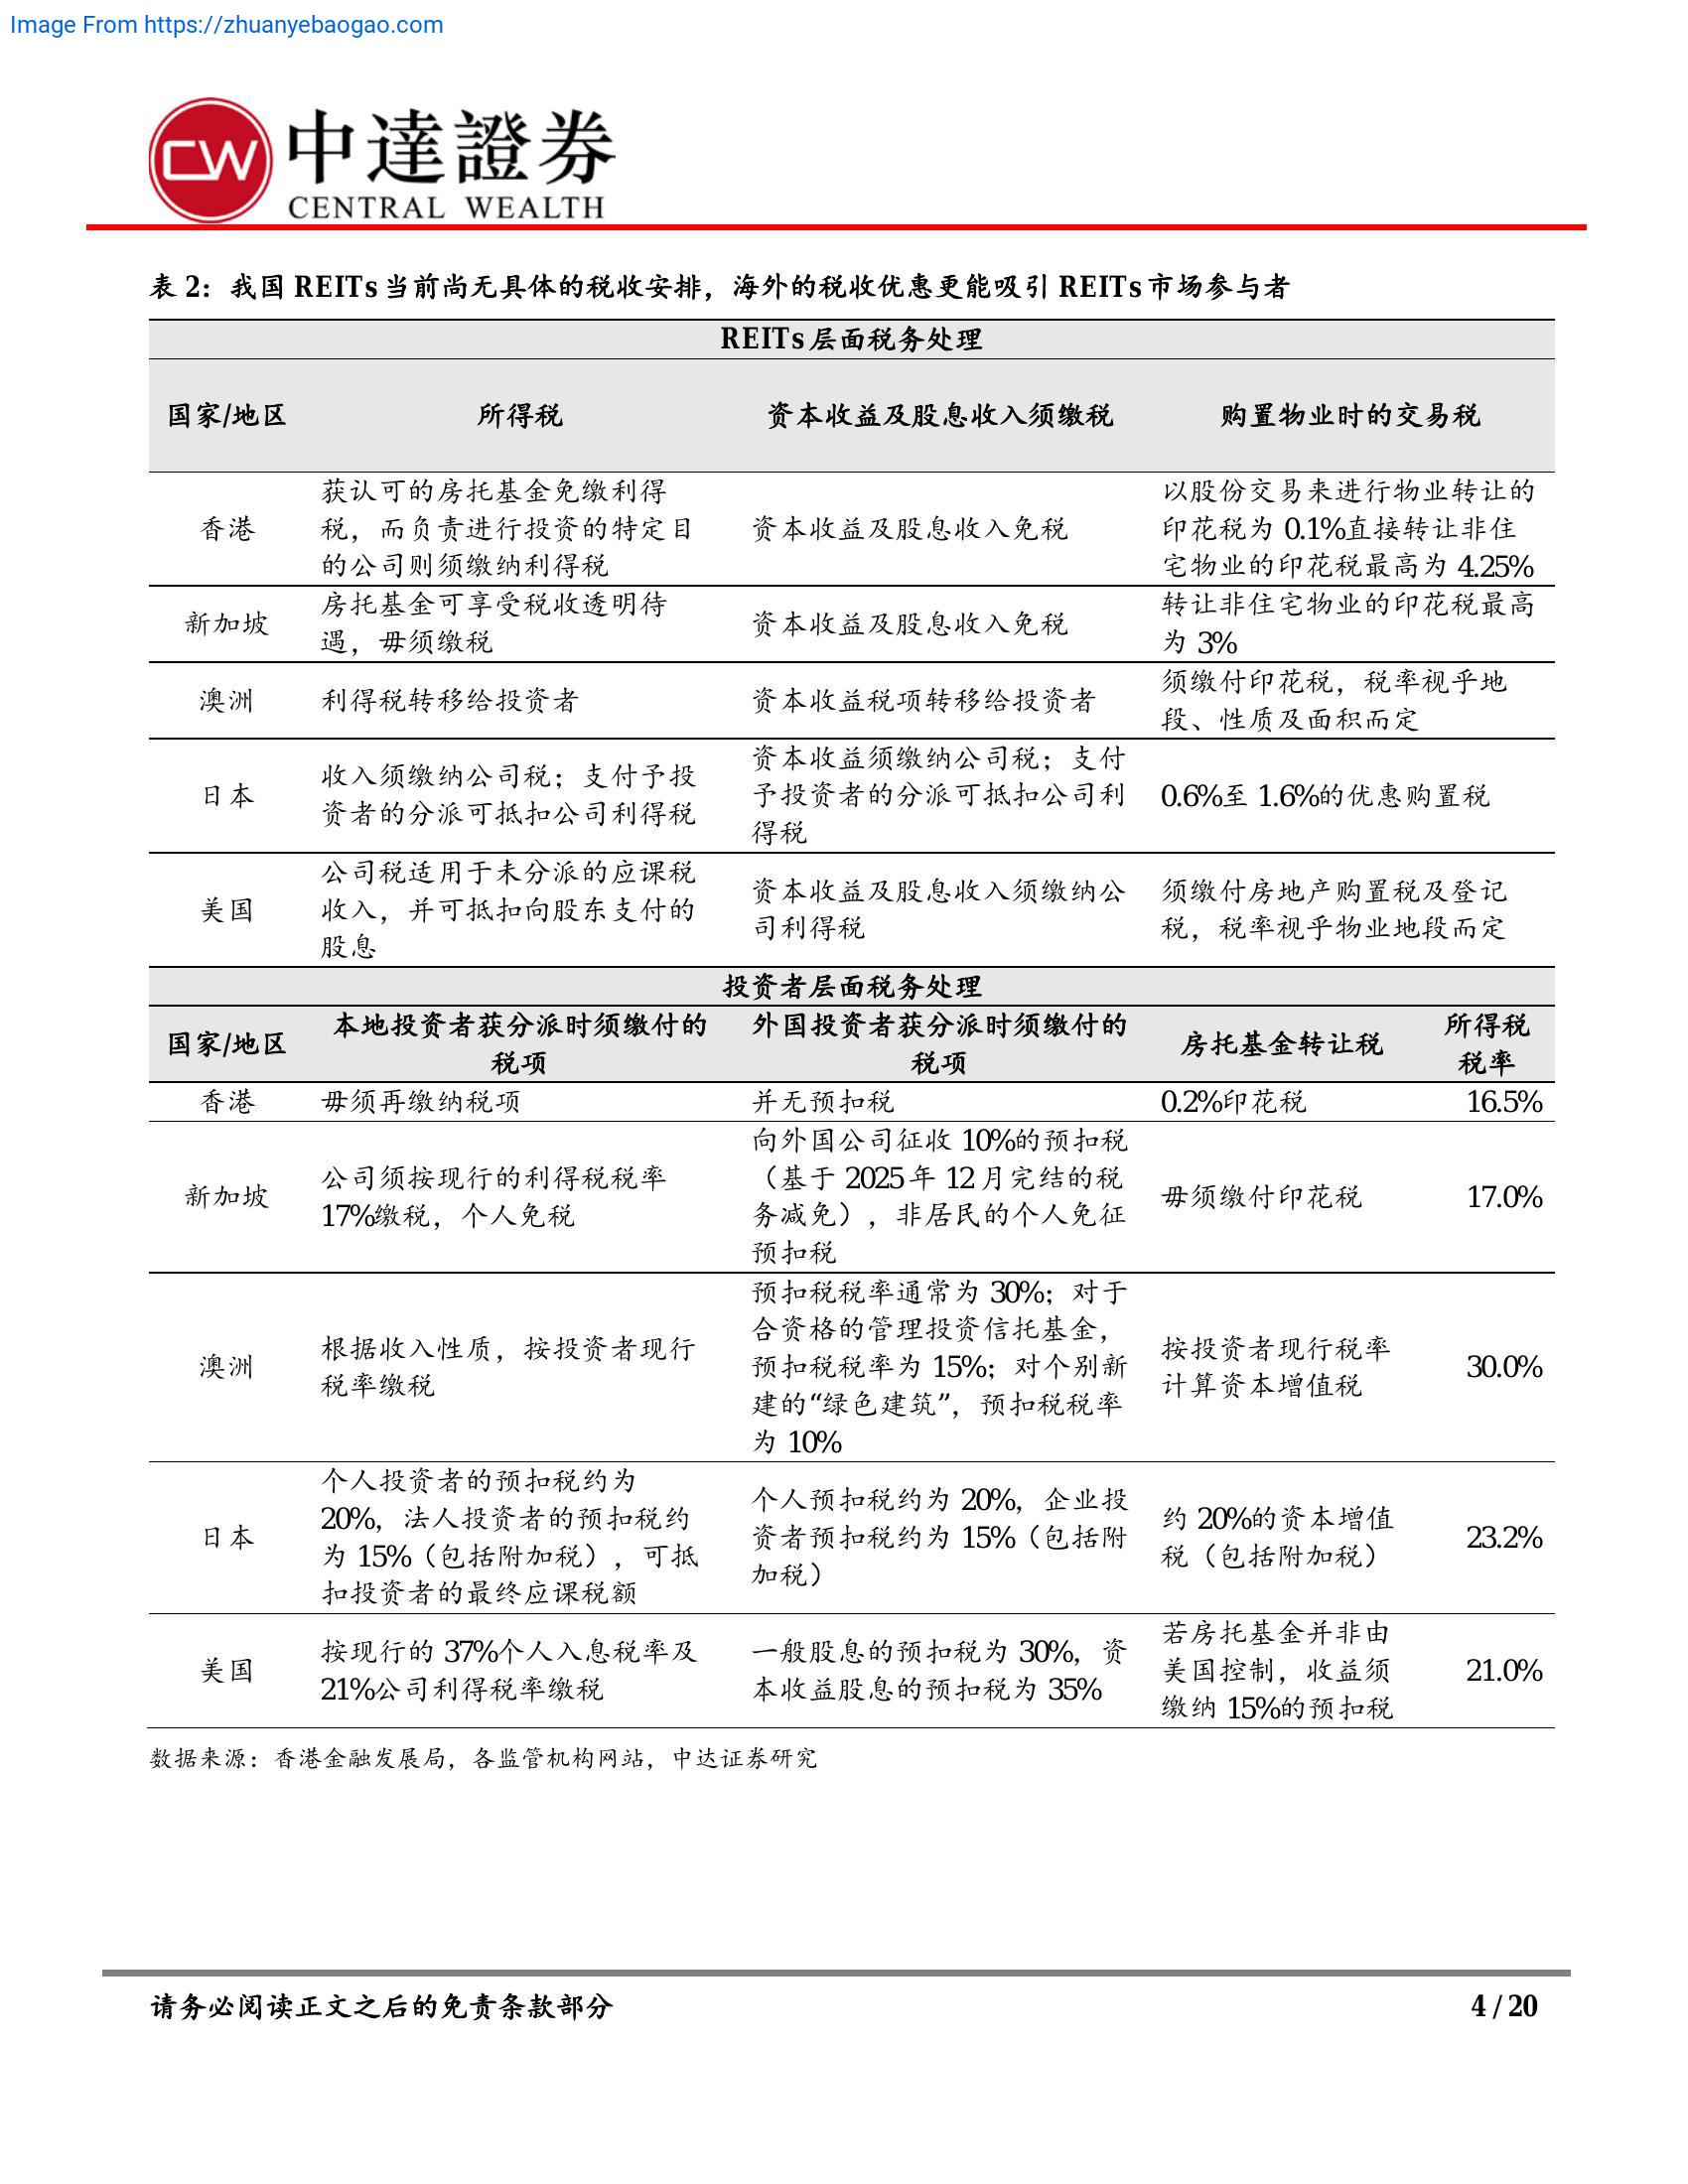 Image From https://zhuanyebaogao.com
CW
中達證券
CENTRAL WEALTH
表 2：我国 REITs 当前尚无具体的税收安排，海外的税收优惠更能吸引 REITs 市场参与者
REITs 层面税务处理
国家/地区 所得税 资本收益及股息收入须缴税 购置物业时的交易税
香港
获认可的房托基金免缴利得
税，而负责进行投资的特定目
的公司则须缴纳利得税
资本收益及股息收入免税
以股份交易来进行物业转让的
印花税为 0.1%直接转让非住
宅物业的印花税最高为 4.25%
新加坡
房托基金可享受税收透明待
遇，毋须缴税
资本收益及股息收入免税
转让非住宅物业的印花税最高
为 3%
澳洲
利得税转移给投资者
资本收益税项转移给投资者
须缴付印花税，税率视乎地
段、性质及面积而定
日本
收入须缴纳公司税；支付予投
资者的分派可抵扣公司利得税
资本收益须缴纳公司税；支付
予投资者的分派可抵扣公司利
得税
0.6%至 1.6%的优惠购置税
美国
公司税适用于未分派的应课税
收入，并可抵扣向股东支付的
股息
资本收益及股息收入须缴纳公
司利得税
须缴付房地产购置税及登记
税，税率视乎物业地段而定
投资者层面税务处理
国家/地区
本地投资者获分派时须缴付的
税项
外国投资者获分派时须缴付的
税项
房托基金转让税
所得税
税率
香港
毋须再缴纳税项
并无预扣税
0.2%印花税
16.5%
新加坡
公司须按现行的利得税税率
17%缴税，个人免税
向外国公司征收 10%的预扣税
（基于 2025 年 12 月完结的税
务减免），非居民的个人免征
预扣税
毋须缴付印花税
17.0%
澳洲
根据收入性质，按投资者现行
税率缴税
预扣税税率通常为 30%；对于
合资格的管理投资信托基金，
预扣税税率为 15%；对个别新
建的“绿色建筑”，预扣税税率
为 10%
按投资者现行税率
计算资本增值税
30.0%
日本
个人投资者的预扣税约为
20%，法人投资者的预扣税约
为 15%（包括附加税），可抵
扣投资者的最终应课税额
个人预扣税约为 20%，企业投
资者预扣税约为 15%（包括附
加税）
约 20%的资本增值
税（包括附加税）
23.2%
美国
按现行的 37%个人入息税率及
21%公司利得税率缴税
一般股息的预扣税为 30%，资
本收益股息的预扣税为 35%
若房托基金并非由
美国控制，收益须
缴纳 15%的预扣税
21.0%
数据来源：香港金融发展局，各监管机构网站，中达证券研究
请务必阅读正文之后的免责条款部分
4 / 20